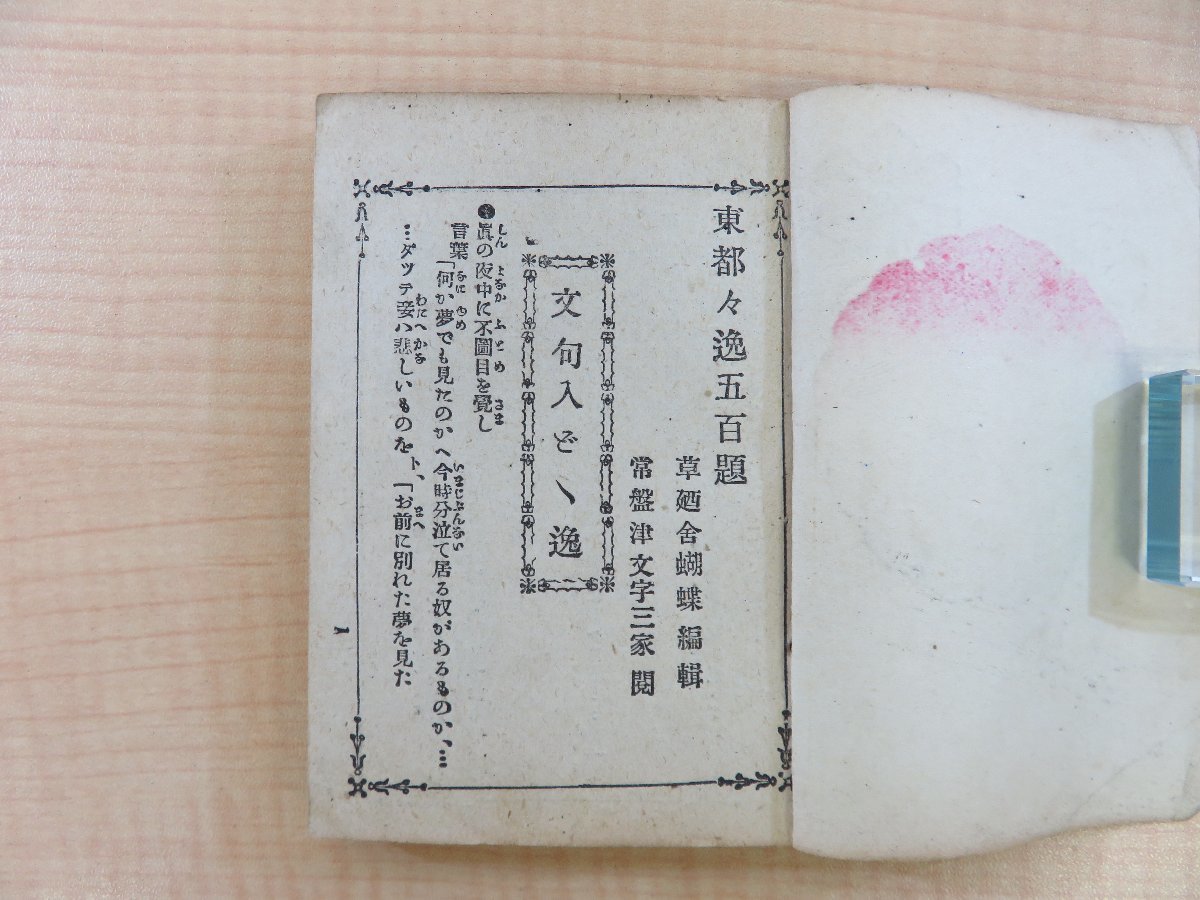 東都々逸五百題
草廼舍蝴蝶編輯
常盤津文字三家閱
文句入どゝ逸
●眞の夜中に不圖目を覺し
言葉「何か夢でも見たのかへ今時分泣て居る奴があるものか、…
…ダッテ妾ハ悲しいものをト、「お前に別れた夢を見た
1